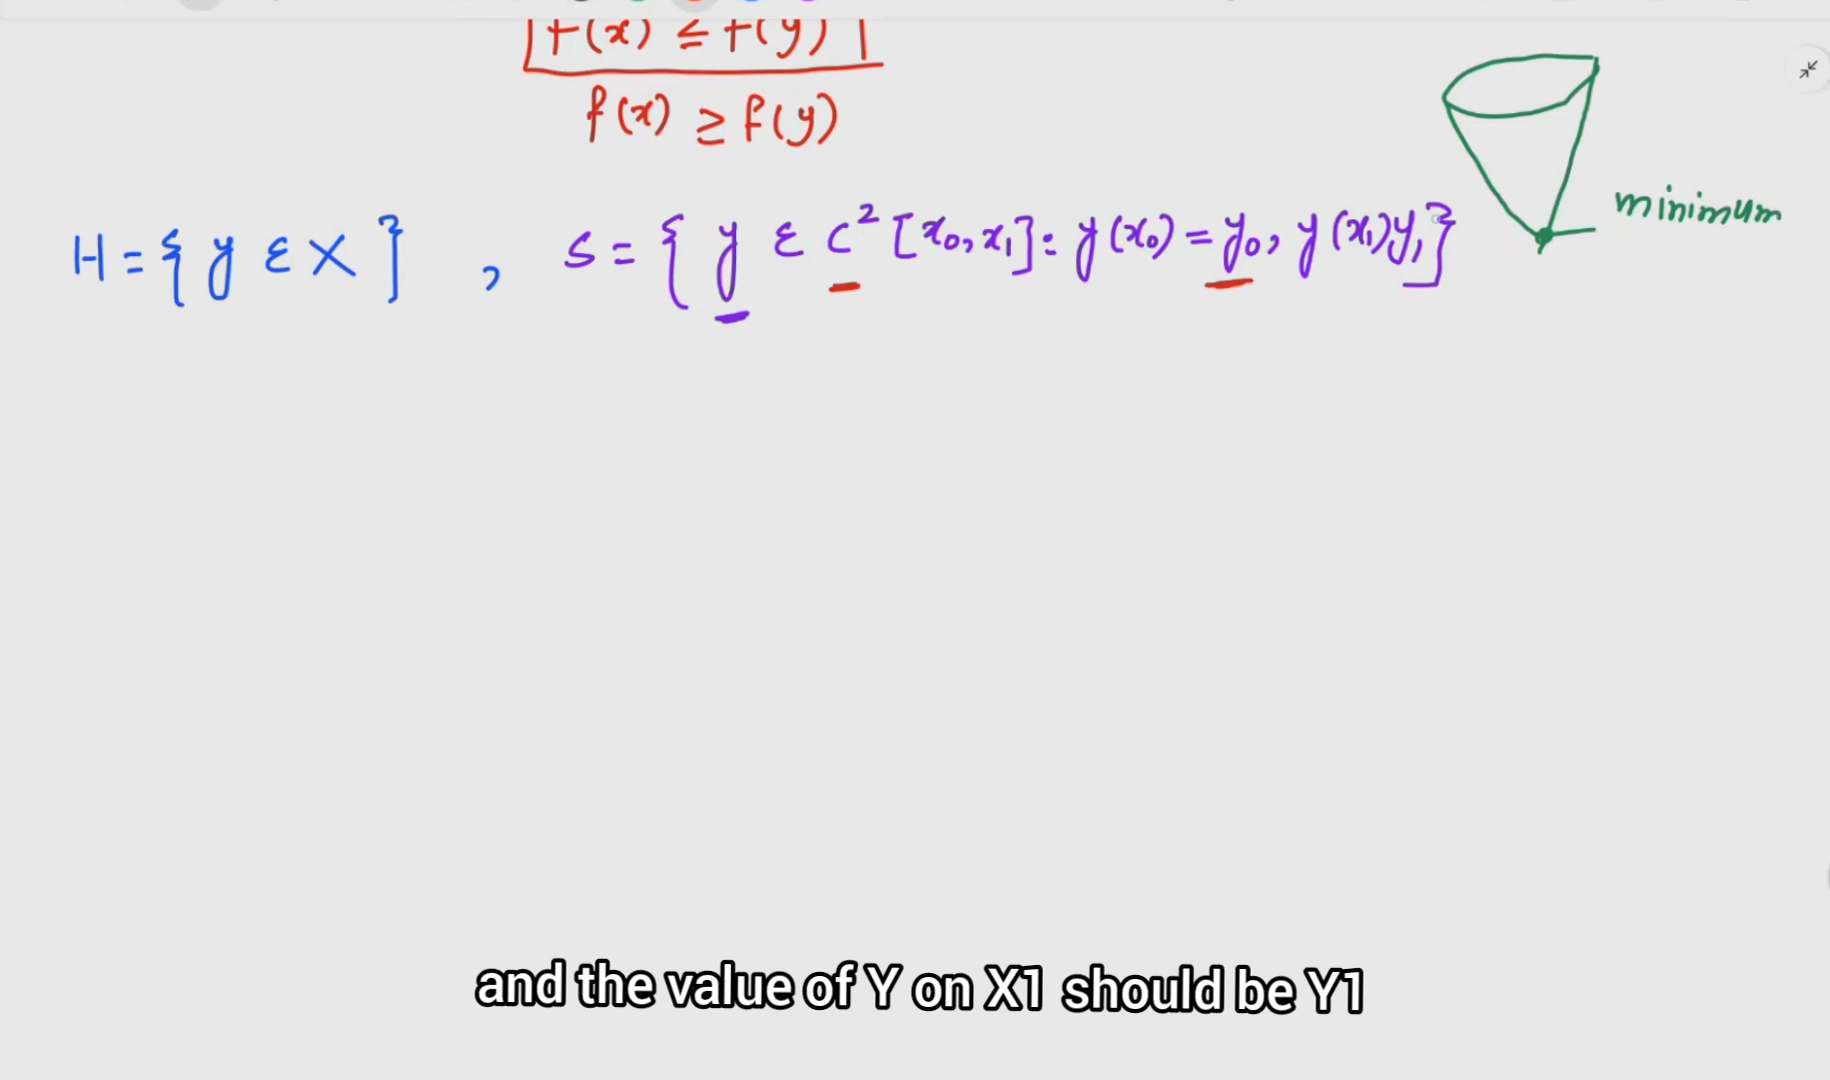 f(x) ≤ f(y)
f(x) ≥ f(y)
minimum
H = { y ε X } , S = { y ε C² [x₀, x₁] : y(x₀) = y₀, y(x₁)y₁}
and the value of Y on X1 should be Y1